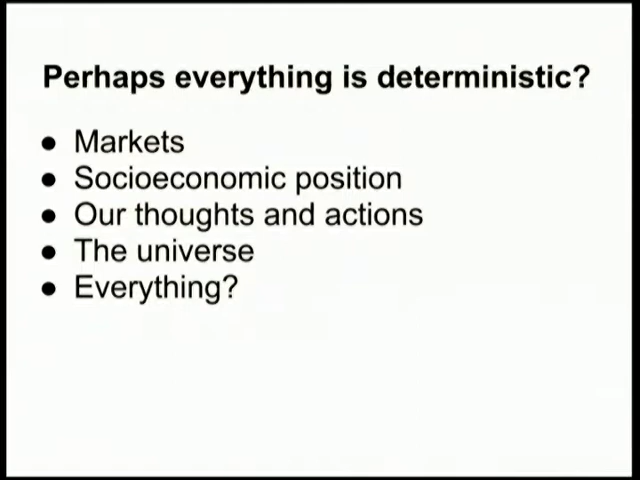 Perhaps everything is deterministic?
● Markets
● Socioeconomic position
● Our thoughts and actions
● The universe
● Everything?